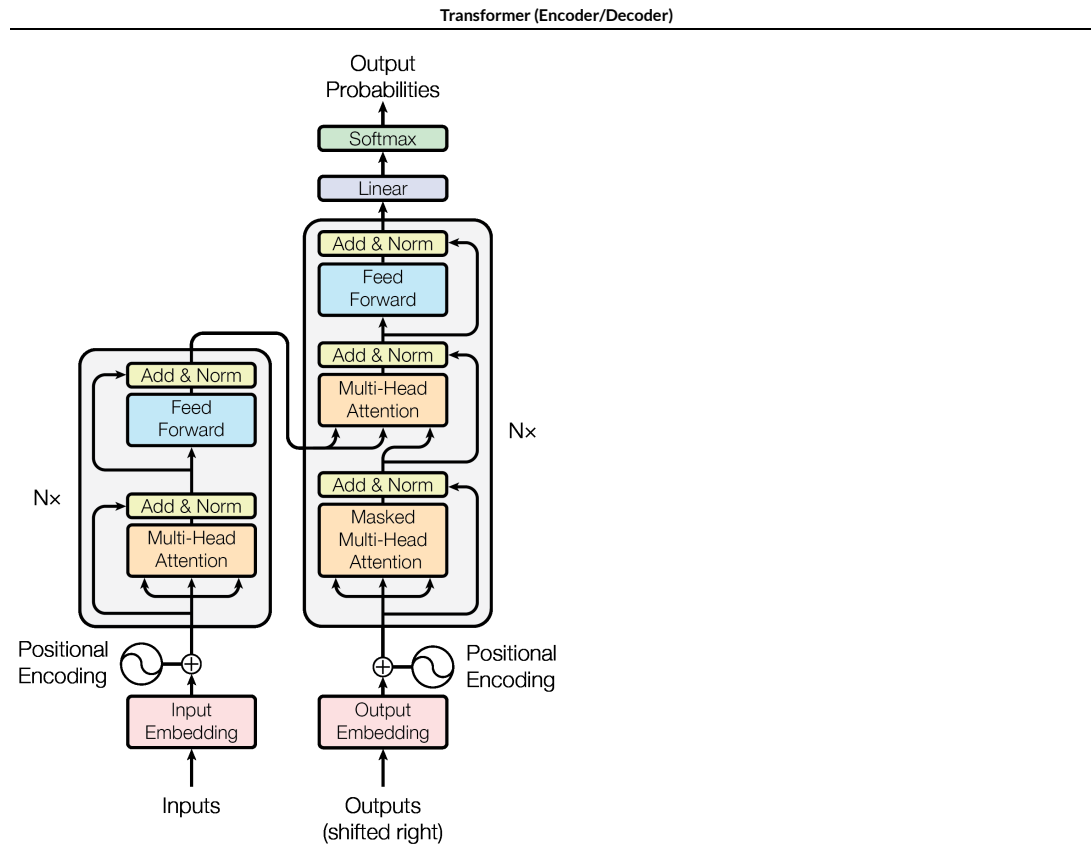 Transformer (Encoder/Decoder)
Output
Probabilities
Softmax
Linear
Add & Norm
Feed
Forward
Add & Norm
Multi-Head
Attention
Nx
Add & Norm
Masked
Multi-Head
Attention
Add & Norm
Feed
Forward
Nx
Add & Norm
Multi-Head
Attention
Positional
Encoding
Positional
Encoding
Input
Embedding
Output
Embedding
Inputs
Outputs
(shifted right)